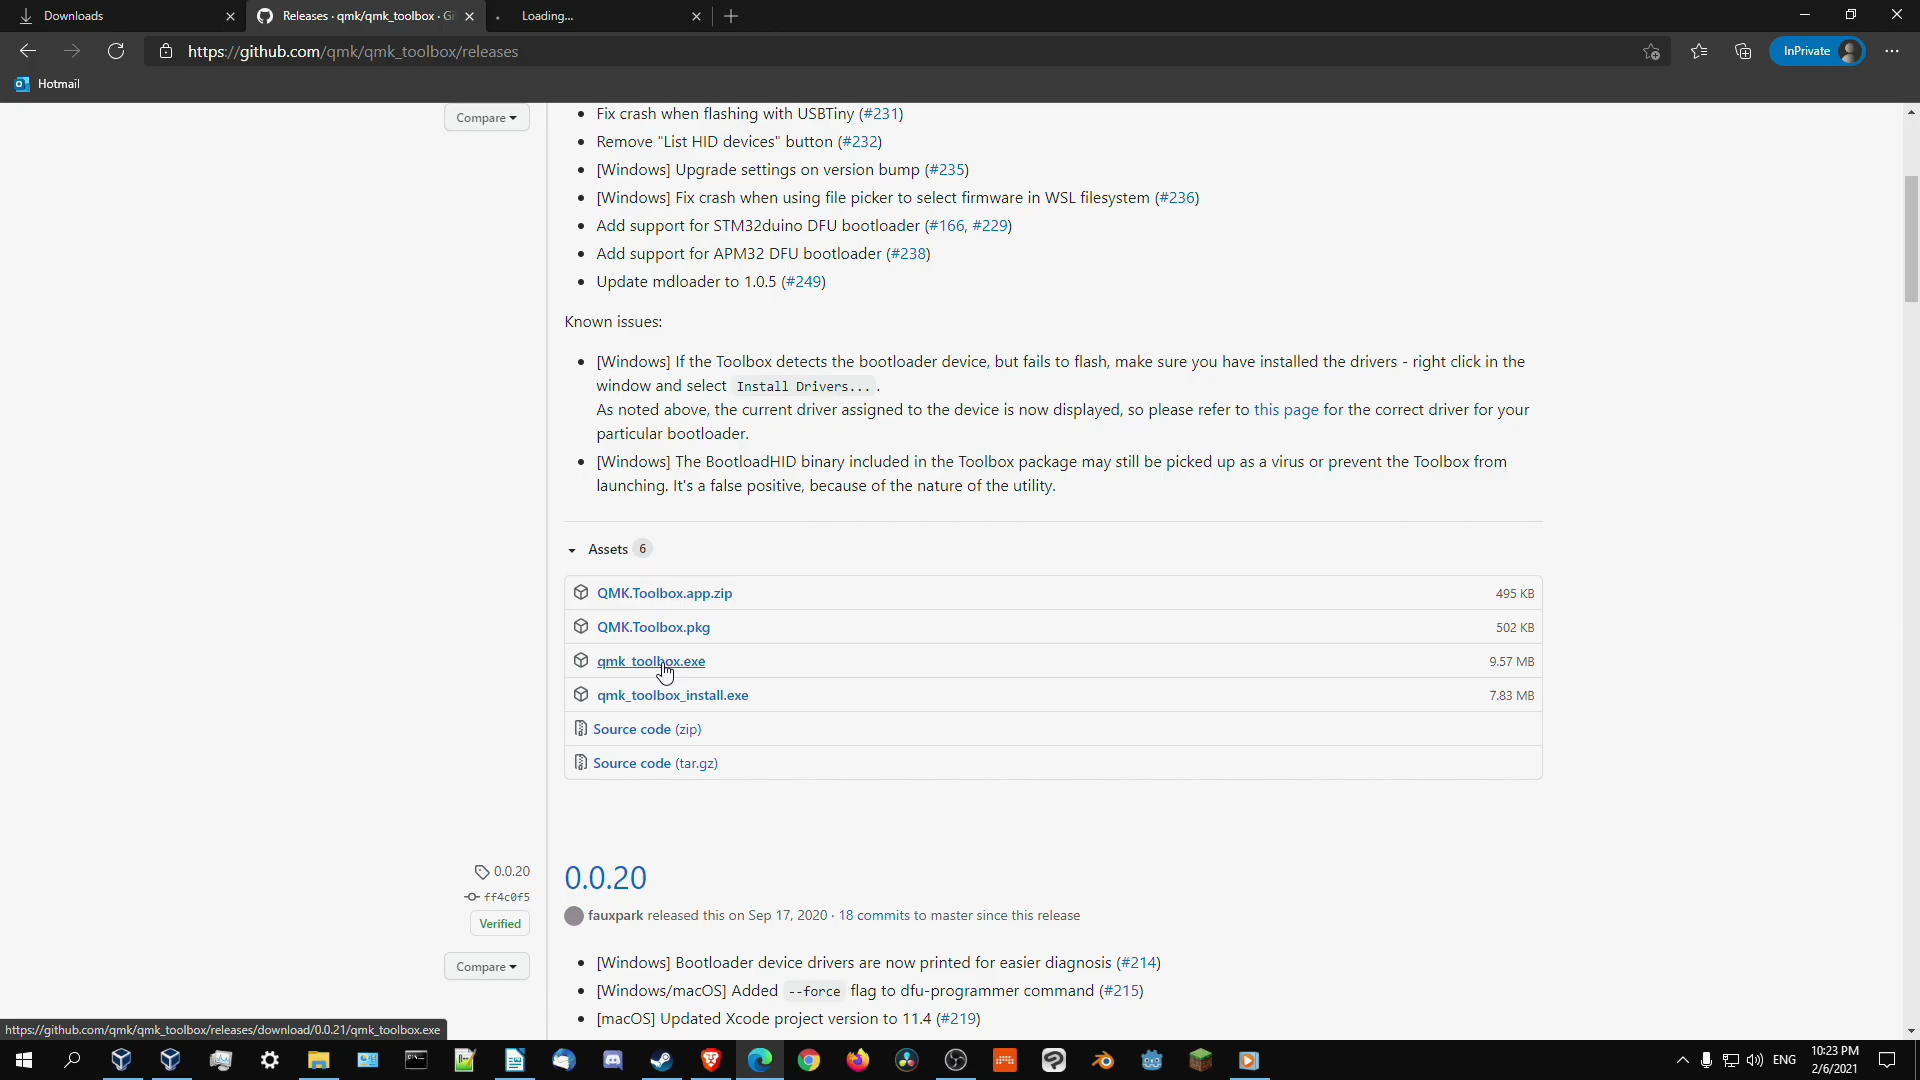 Downloads
Releases · qmk/qmk_toolbox · Gi
Loading...
https://github.com/qmk/qmk_toolbox/releases
InPrivate
Hotmail
Compare
Fix crash when flashing with USBTiny (#231)
Remove "List HID devices" button (#232)
[Windows] Upgrade settings on version bump (#235)
[Windows] Fix crash when using file picker to select firmware in WSL filesystem (#236)
Add support for STM32duino DFU bootloader (#166, #229)
Add support for APM32 DFU bootloader (#238)
Update mdloader to 1.0.5 (#249)
Known issues:
[Windows] If the Toolbox detects the bootloader device, but fails to flash, make sure you have installed the drivers - right click in the
window and select Install Drivers... .
As noted above, the current driver assigned to the device is now displayed, so please refer to this page for the correct driver for your
particular bootloader.
[Windows] The BootloadHID binary included in the Toolbox package may still be picked up as a virus or prevent the Toolbox from
launching. It's a false positive, because of the nature of the utility.
Assets 6
QMK.Toolbox.app.zip 495 KB
QMK.Toolbox.pkg 502 KB
qmk_toolbox.exe 9.57 MB
qmk_toolbox_install.exe 7.83 MB
Source code (zip)
Source code (tar.gz)
0.0.20
ff4c0f5
Verified
Compare
0.0.20
fauxpark released this on Sep 17, 2020 · 18 commits to master since this release
[Windows] Bootloader device drivers are now printed for easier diagnosis (#214)
[Windows/macOS] Added --force flag to dfu-programmer command (#215)
[macOS] Updated Xcode project version to 11.4 (#219)
https://github.com/qmk/qmk_toolbox/releases/download/0.0.21/qmk_toolbox.exe
ENG
10:23 PM
2/6/2021